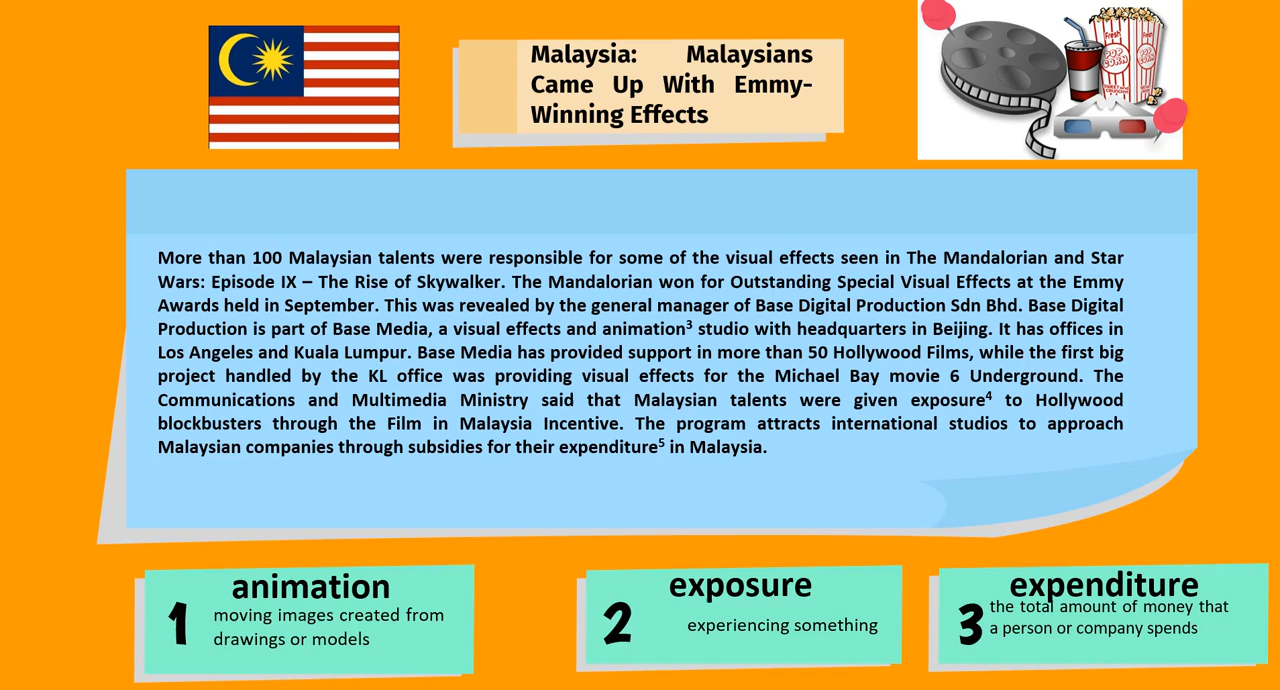 Malaysia: Malaysians
Came Up With Emmy-
Winning Effects
Fresh
Fresh
POP
CORN
POP
CORN
More than 100 Malaysian talents were responsible for some of the visual effects seen in The Mandalorian and Star
Wars: Episode IX – The Rise of Skywalker. The Mandalorian won for Outstanding Special Visual Effects at the Emmy
Awards held in September. This was revealed by the general manager of Base Digital Production Sdn Bhd. Base Digital
Production is part of Base Media, a visual effects and animation³ studio with headquarters in Beijing. It has offices in
Los Angeles and Kuala Lumpur. Base Media has provided support in more than 50 Hollywood Films, while the first big
project handled by the KL office was providing visual effects for the Michael Bay movie 6 Underground. The
Communications and Multimedia Ministry said that Malaysian talents were given exposure⁴ to Hollywood
blockbusters through the Film in Malaysia Incentive. The program attracts international studios to approach
Malaysian companies through subsidies for their expenditure⁵ in Malaysia.
1
animation
moving images created from
drawings or models
2
exposure
experiencing something
3
expenditure
the total amount of money that
a person or company spends